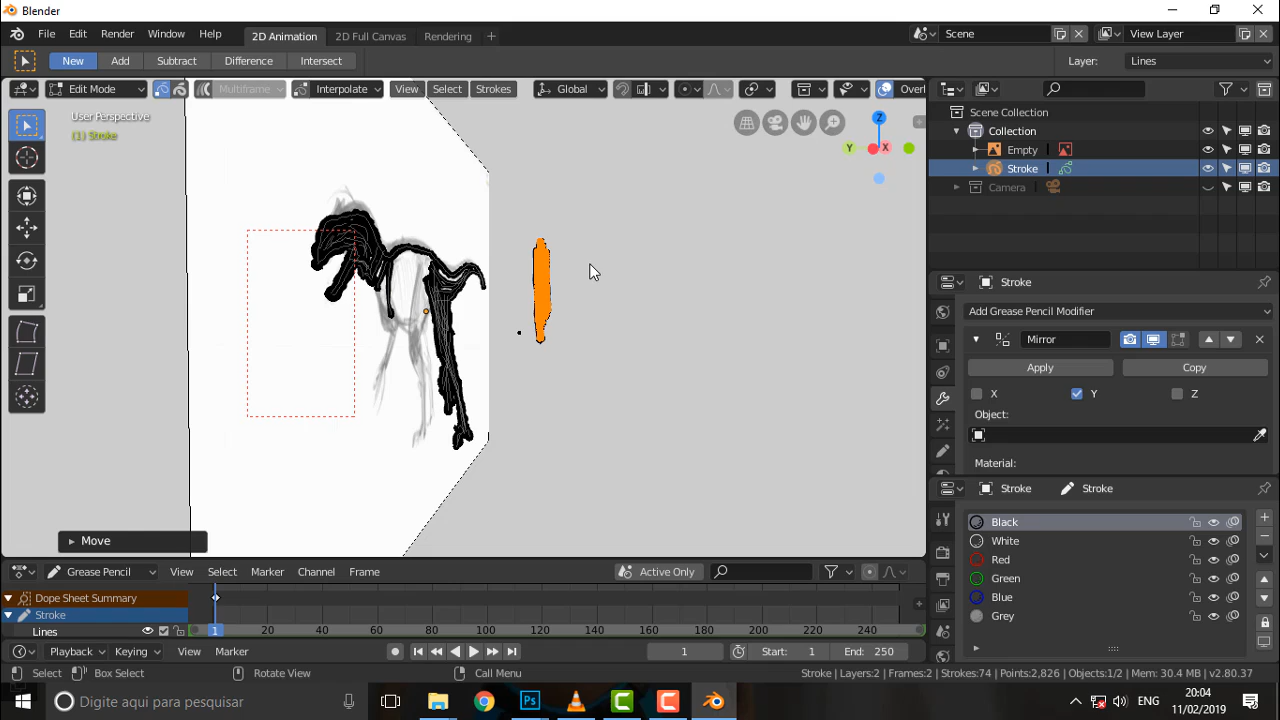 Blender
File Edit Render Window Help 2D Animation 2D Full Canvas Rendering Scene View Layer
New Add Subtract Difference Intersect Layer: Lines
Edit Mode Multiframe Interpolate View Select Strokes Global Overl
User Perspective
(1) Stroke
Z
Y X
Scene Collection
Collection
Empty
Stroke
Camera
Stroke
Add Grease Pencil Modifier
Mirror
Apply Copy
X Y Z
Object:
Material:
Stroke Stroke
Black
White
Red
Green
Blue
Grey
Move
Grease Pencil View Select Marker Channel Frame Active Only
Dope Sheet Summary
Stroke
Lines
1 20 40 60 80 100 120 140 160 180 200 220 240
Playback Keying View Marker 1 Start: 1 End: 250
Select Box Select Rotate View Call Menu Stroke | Layers:2 | Frames:2 | Strokes:74 | Points:2,826 | Objects:1/2 | Mem: 30.4 MB | v2.80.37
Digite aqui para pesquisar Ps ENG 20:04
11/02/2019